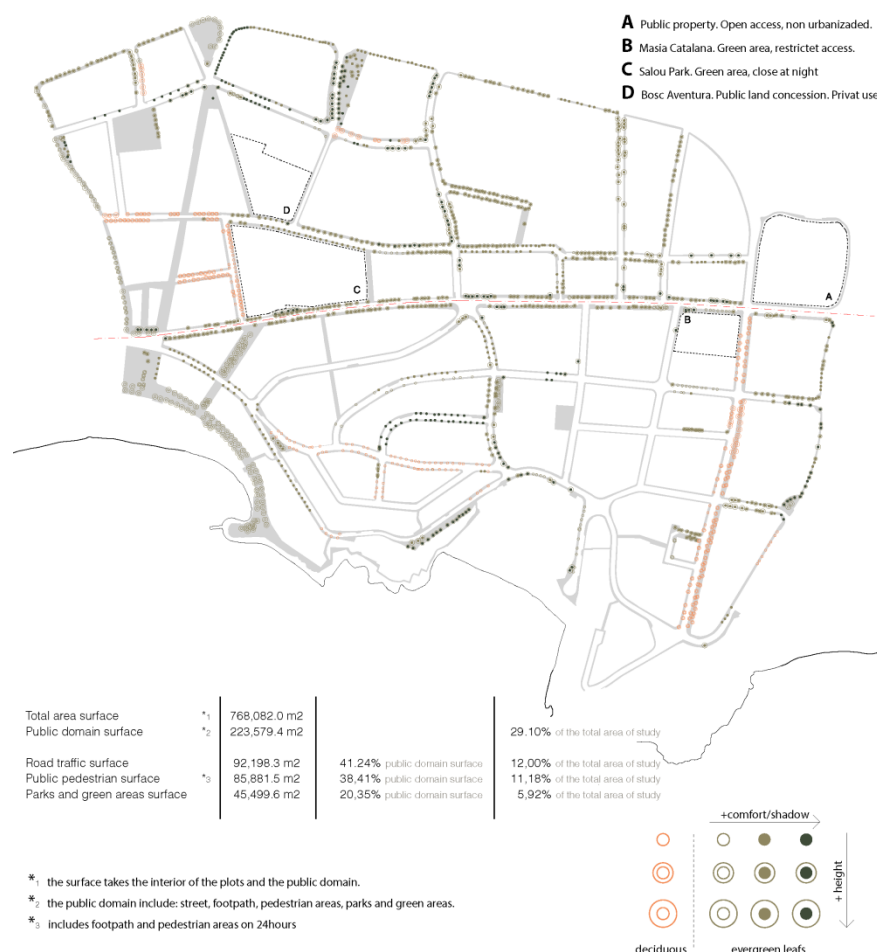 A Public property. Open access, non urbanizaded.
B Masia Catalana. Green area, restrictet access.
C Salou Park. Green area, close at night
D Bosc Aventura. Public land concession. Privat use
D
C
A
B
Total area surface *1 768,082.0 m2
Public domain surface *2 223,579.4 m2 29.10% of the total area of study
Road traffic surface 92,198.3 m2 41.24% public domain surface 12,00% of the total area of study
Public pedestrian surface *3 85,881.5 m2 38,41% public domain surface 11,18% of the total area of study
Parks and green areas surface 45,499.6 m2 20,35% public domain surface 5,92% of the total area of study
+comfort/shadow
+ height
*1 the surface takes the interior of the plots and the public domain.
*2 the public domain include: street, footpath, pedestrian areas, parks and green areas.
*3 includes footpath and pedestrian areas on 24hours
deciduous evergreen leafs